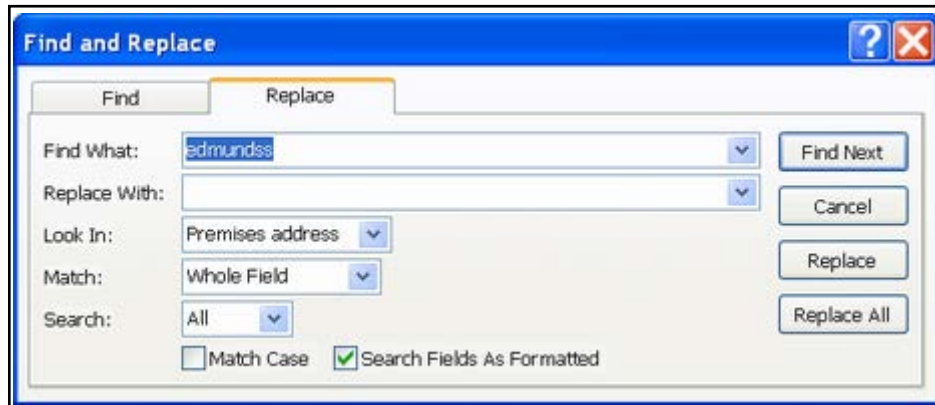 Find and Replace
Find Replace
Find What: edmundss Find Next
Replace With: Cancel
Look In: Premises address
Match: Whole Field Replace
Search: All Replace All
Match Case Search Fields As Formatted